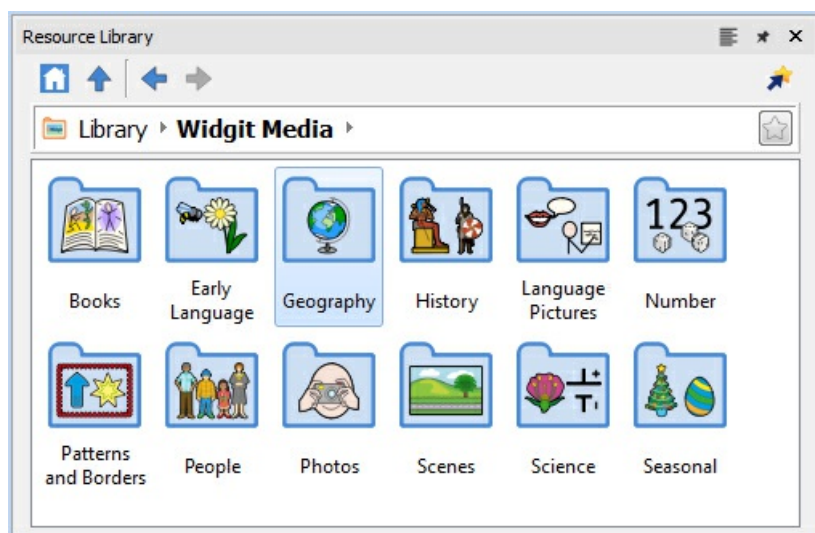 Resource Library
Library Widgit Media
123
Books
Early
Language
Geography
History
Language
Pictures
Number
Patterns
and Borders
People
Photos
Scenes
Science
Seasonal